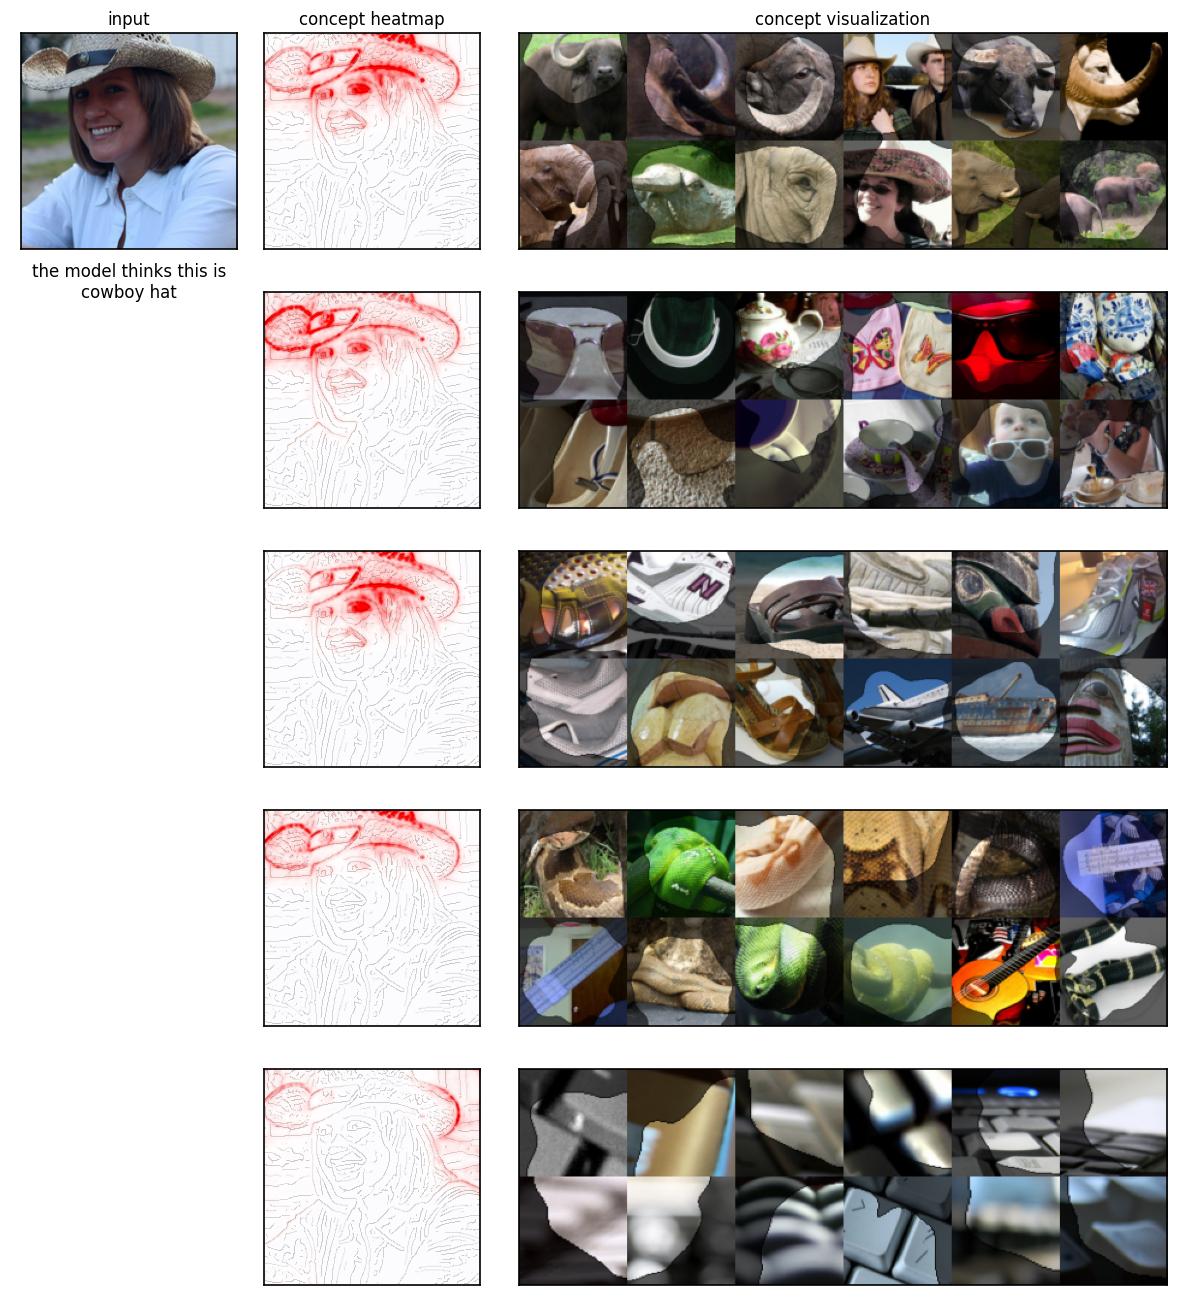 input
concept heatmap
concept visualization
the model thinks this is
cowboy hat
N